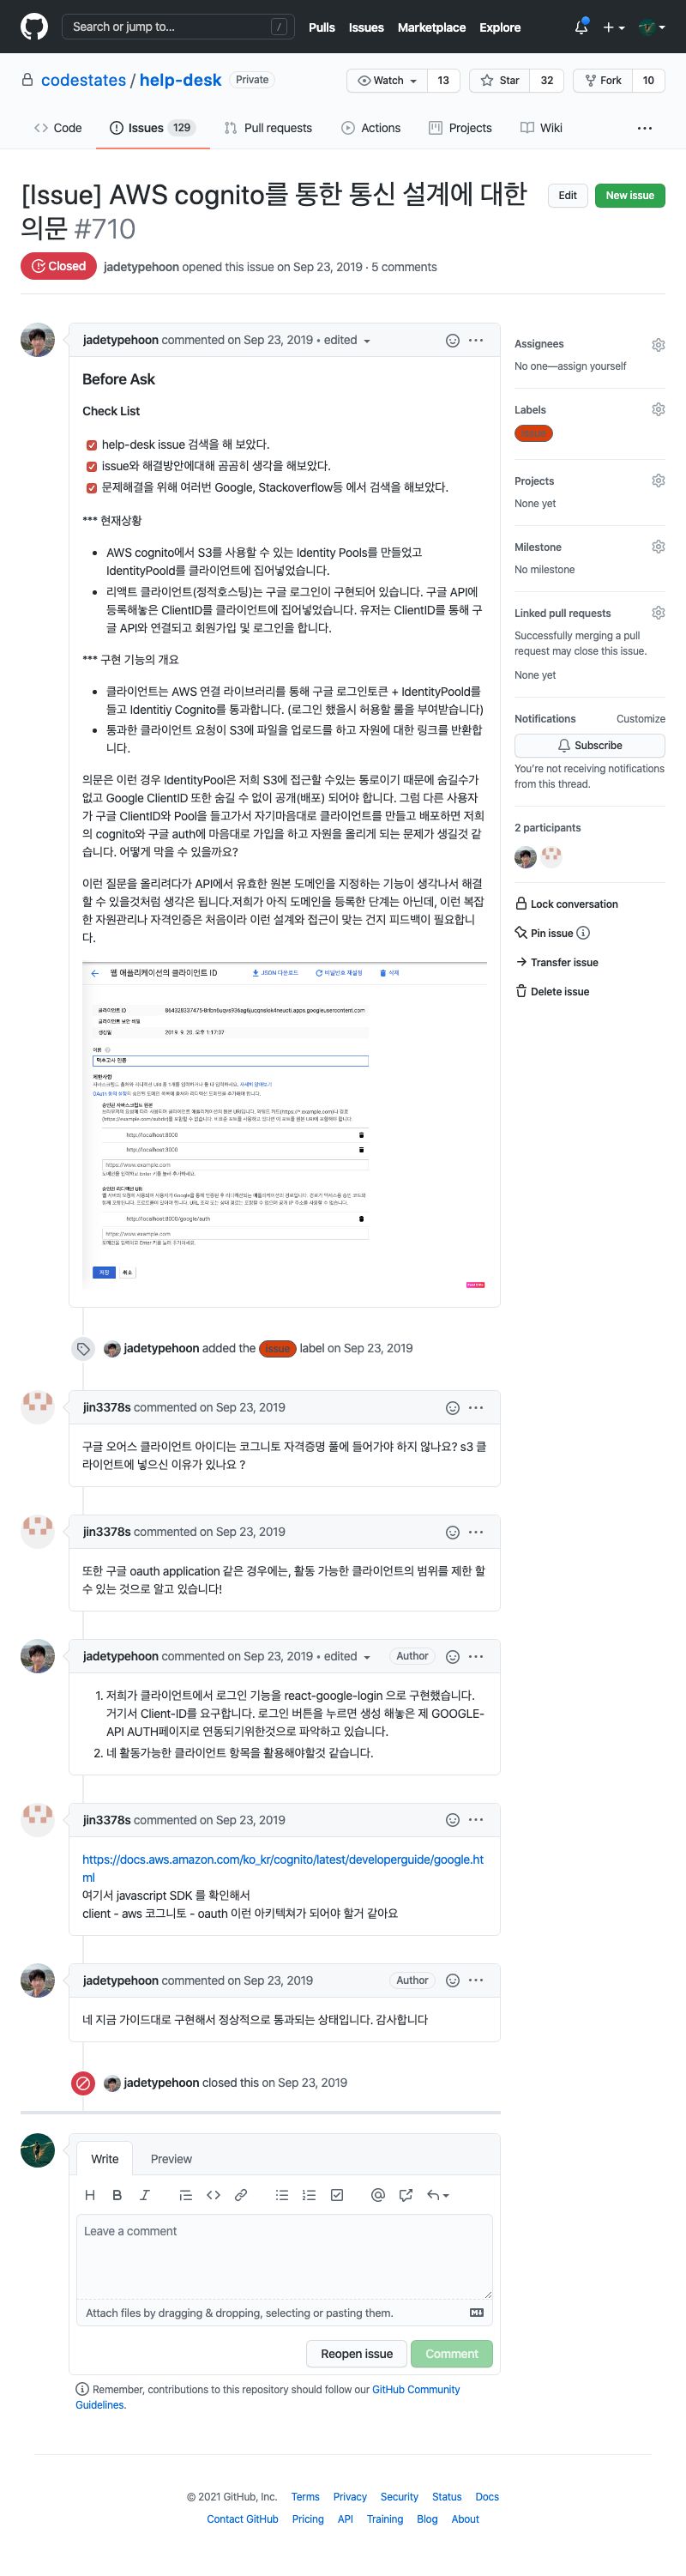 Search or jump to...
/
Pulls
Issues
Marketplace
Explore
codestates / help-desk
Private
Watch
13
Star
32
Fork
10
Code
Issues 129
Pull requests
Actions
Projects
Wiki
[Issue] AWS cognito를 통한 통신 설계에 대한
의문 #710
Edit
New issue
Closed
jadetyphoon opened this issue on Sep 23, 2019 · 5 comments
jadetypehoon commented on Sep 23, 2019 • edited
Before Ask
Check List
help-desk issue 검색을 해 보았다.
issue와 해결방안에대해 곰곰히 생각을 해보았다.
문제해결을 위해 여러번 Google, Stackoverflow등 에서 검색을 해보았다.
*** 현재상황
AWS cognito에서 S3를 사용할 수 있는 Identity Pools를 만들었고
IdentityPoold를 클라이언트에 집어넣었습니다.
리액트 클라이언트(정적호스팅)는 구글 로그인이 구현되어 있습니다. 구글 API에
등록해놓은 ClientID를 클라이언트에 집어넣었습니다. 유저는 ClientID를 통해 구
글 API와 연결되고 회원가입 및 로그인을 합니다.
*** 구현 기능의 개요
클라이언트는 AWS 연결 라이브러리를 통해 구글 로그인토큰 + IdentityPoold를
들고 Identitiy Cognito를 통과합니다. (로그인 했을시 허용할 룰을 부여받습니다)
통과한 클라이언트 요청이 S3에 파일을 업로드를 하고 자원에 대한 링크를 반환합
니다.
의문은 이런 경우 IdentityPool은 저희 S3에 접근할 수있는 통로이기 때문에 숨길수가
없고 Google ClientID 또한 숨길 수 없이 공개(배포) 되어야 합니다. 그럼 다른 사용자
가 구글 ClientID와 Pool을 들고가서 자기마음대로 클라이언트를 만들고 배포하면 저희
의 cognito와 구글 auth에 마음대로 가입을 하고 자원을 올리게 되는 문제가 생길것 같
습니다. 어떻게 막을 수 있을까요?
이런 질문을 올리려다가 API에서 유효한 원본 도메인을 지정하는 기능이 생각나서 해결
할 수 있을것처럼 생각은 됩니다.저희가 아직 도메인을 등록한 단계는 아닌데, 이런 복잡
한 자원관리나 자격인증은 처음이라 이런 설계와 접근이 맞는 건지 피드백이 필요합니
다.
웹 애플리케이션의 클라이언트 ID
JSON 다운로드
비밀번호 재설정
삭제
클라이언트 ID
클라이언트 보안 비밀
생성일
2019. 9. 20. 오후 1:17:07
이름
제한사항
http://localhost:8000
http://localhost:3000
https://www.example.com
http://localhost:8000/google/auth
https://www.example.com
저장
취소
jadetypehoon added the issue label on Sep 23, 2019
jin3378s commented on Sep 23, 2019
구글 오어스 클라이언트 아이디는 코그니토 자격증명 풀에 들어가야 하지 않나요? s3 클
라이언트에 넣으신 이유가 있나요 ?
jin3378s commented on Sep 23, 2019
또한 구글 oauth application 같은 경우에는, 활동 가능한 클라이언트의 범위를 제한 할
수 있는 것으로 알고 있습니다!
jadetypehoon commented on Sep 23, 2019 • edited
Author
1. 저희가 클라이언트에서 로그인 기능을 react-google-login 으로 구현했습니다.
거기서 Client-ID를 요구합니다. 로그인 버튼을 누르면 생성 해놓은 제 GOOGLE-
API AUTH페이지로 연동되기위한것으로 파악하고 있습니다.
2. 네 활동가능한 클라이언트 항목을 활용해야할것 같습니다.
jin3378s commented on Sep 23, 2019
https://docs.aws.amazon.com/ko_kr/cognito/latest/developerguide/google.ht
ml
여기서 javascript SDK 를 확인해서
client - aws 코그니토 - oauth 이런 아키텍쳐가 되어야 할거 같아요
jadetypehoon commented on Sep 23, 2019
Author
네 지금 가이드대로 구현해서 정상적으로 통과되는 상태입니다. 감사합니다
jadetypehoon closed this on Sep 23, 2019
Write
Preview
Leave a comment
Attach files by dragging & dropping, selecting or pasting them.
Reopen issue
Comment
Remember, contributions to this repository should follow our GitHub Community
Guidelines.
Assignees
No one—assign yourself
Labels
issue
Projects
None yet
Milestone
No milestone
Linked pull requests
Successfully merging a pull
request may close this issue.
None yet
Notifications
Customize
Subscribe
You're not receiving notifications
from this thread.
2 participants
Lock conversation
Pin issue
Transfer issue
Delete issue
© 2021 GitHub, Inc.
Terms
Privacy
Security
Status
Docs
Contact GitHub
Pricing
API
Training
Blog
About